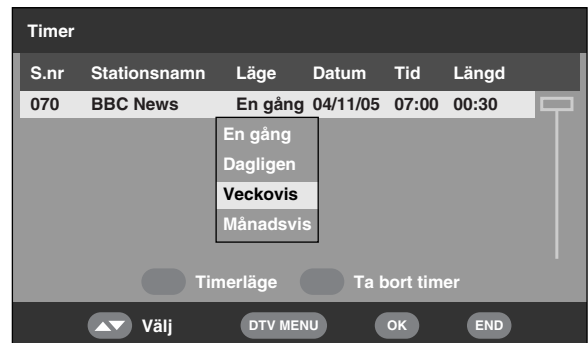 Timer
S.nr Stationsnamn Läge Datum Tid Längd
070 BBC News En gång 04/11/05 07:00 00:30
En gång
Dagligen
Veckovis
Månadsvis
Timerläge Ta bort timer
Välj DTV MENU OK END